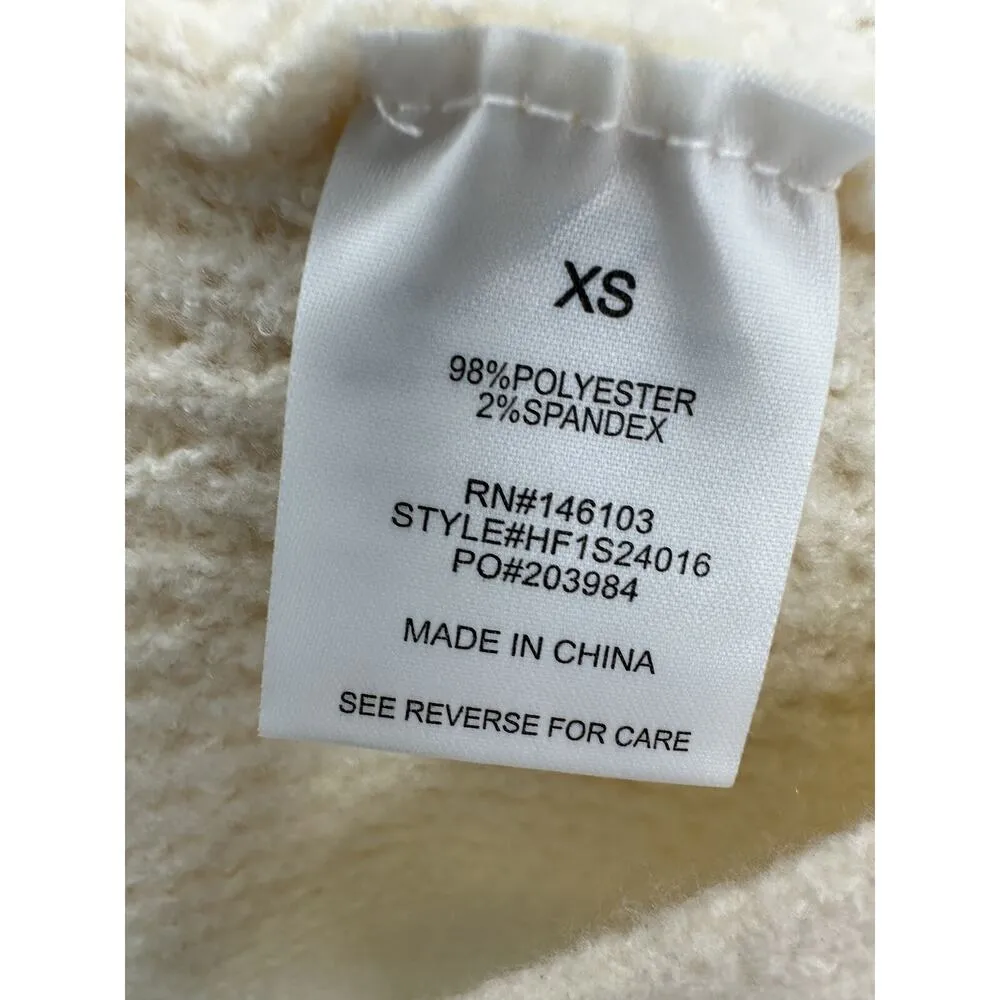 XS
98%POLYESTER
2%SPANDEX
RN#146103
STYLE#HF1S24016
PO#203984
MADE IN CHINA
SEE REVERSE FOR CARE